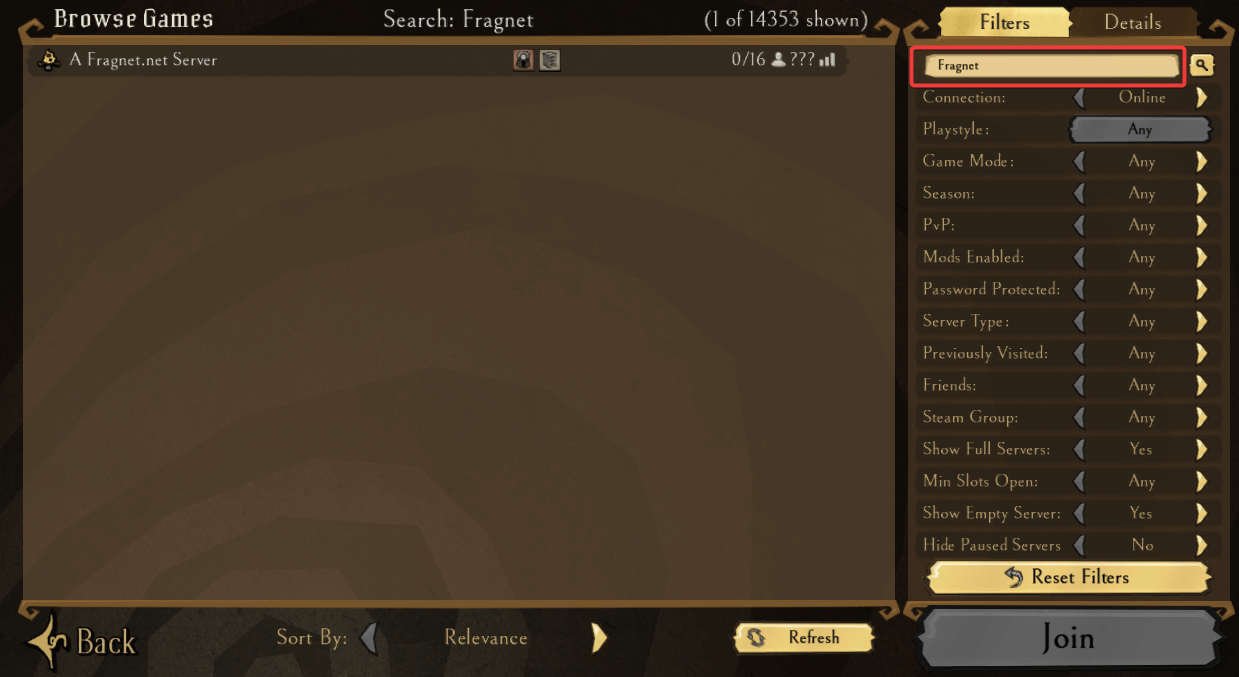 Browse Games
Search: Fragnet
(1 of 14353 shown)
Filters
Details
A Fragnet.net Server
0/16
???
Fragnet
Connection: Online
Playstyle: Any
Game Mode: Any
Season: Any
PvP: Any
Mods Enabled: Any
Password Protected: Any
Server Type: Any
Previously Visited: Any
Friends: Any
Steam Group: Any
Show Full Servers: Yes
Min Slots Open: Any
Show Empty Server: Yes
Hide Paused Servers No
Reset Filters
Back
Sort By: Relevance
Refresh
Join